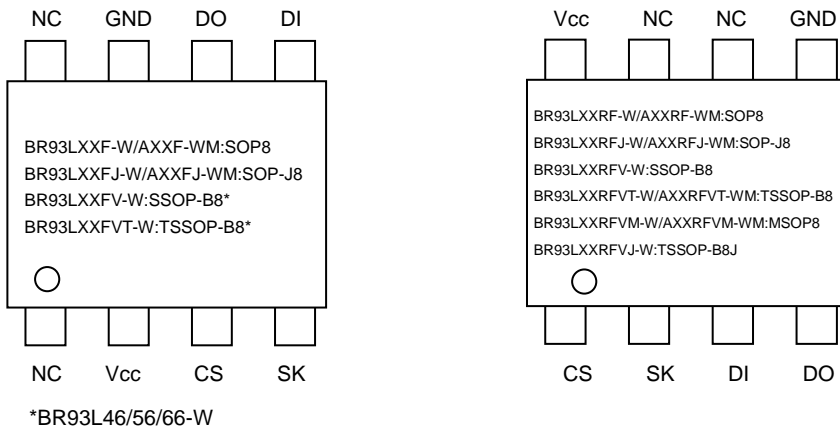 NC GND DO DI
BR93LXXF-W/AXXF-WM:SOP8
BR93LXXFJ-W/AXXFJ-WM:SOP-J8
BR93LXXFV-W:SSOP-B8*
BR93LXXFVT-W:TSSOP-B8*
NC Vcc CS SK
*BR93L46/56/66-W
Vcc NC NC GND
BR93LXXRF-W/AXXRF-WM:SOP8
BR93LXXRFJ-W/AXXRFJ-WM:SOP-J8
BR93LXXRFV-W:SSOP-B8
BR93LXXRFVT-W/AXXRFVT-WM:TSSOP-B8
BR93LXXRFVM-W/AXXRFVM-WM:MSOP8
BR93LXXRFVJ-W:TSSOP-B8J
CS SK DI DO